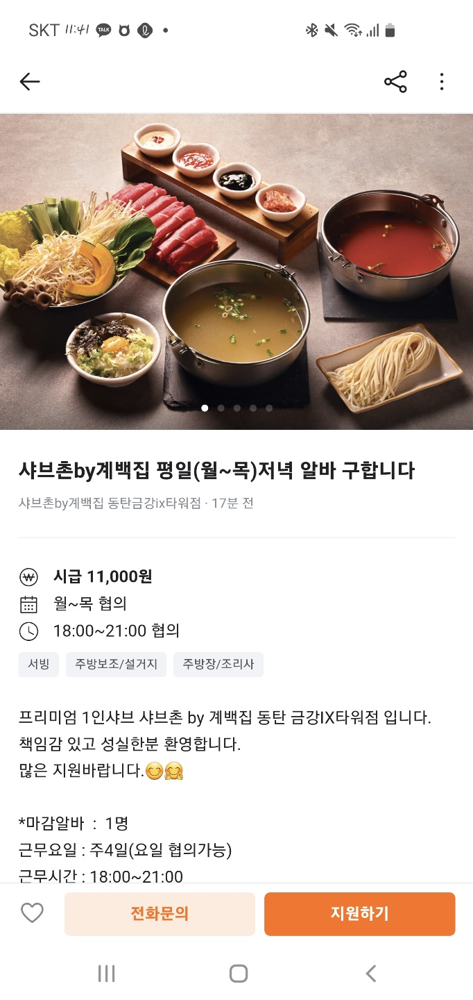 SKT 11:41 TALK
샤브촌by계백집 평일(월~목)저녁 알바 구합니다
샤브촌by계백집 동탄금강ix타워점 · 17분 전
시급 11,000원
월~목 협의
18:00~21:00 협의
서빙 주방보조/설거지 주방장/조리사
프리미엄 1인샤브 샤브촌 by 계백집 동탄 금강IX타워점 입니다.
책임감 있고 성실한분 환영합니다.
많은 지원바랍니다.😊🤗
*마감알바 : 1명
근무요일 : 주4일(요일 협의가능)
근무시간 : 18:00~21:00
전화문의 지원하기